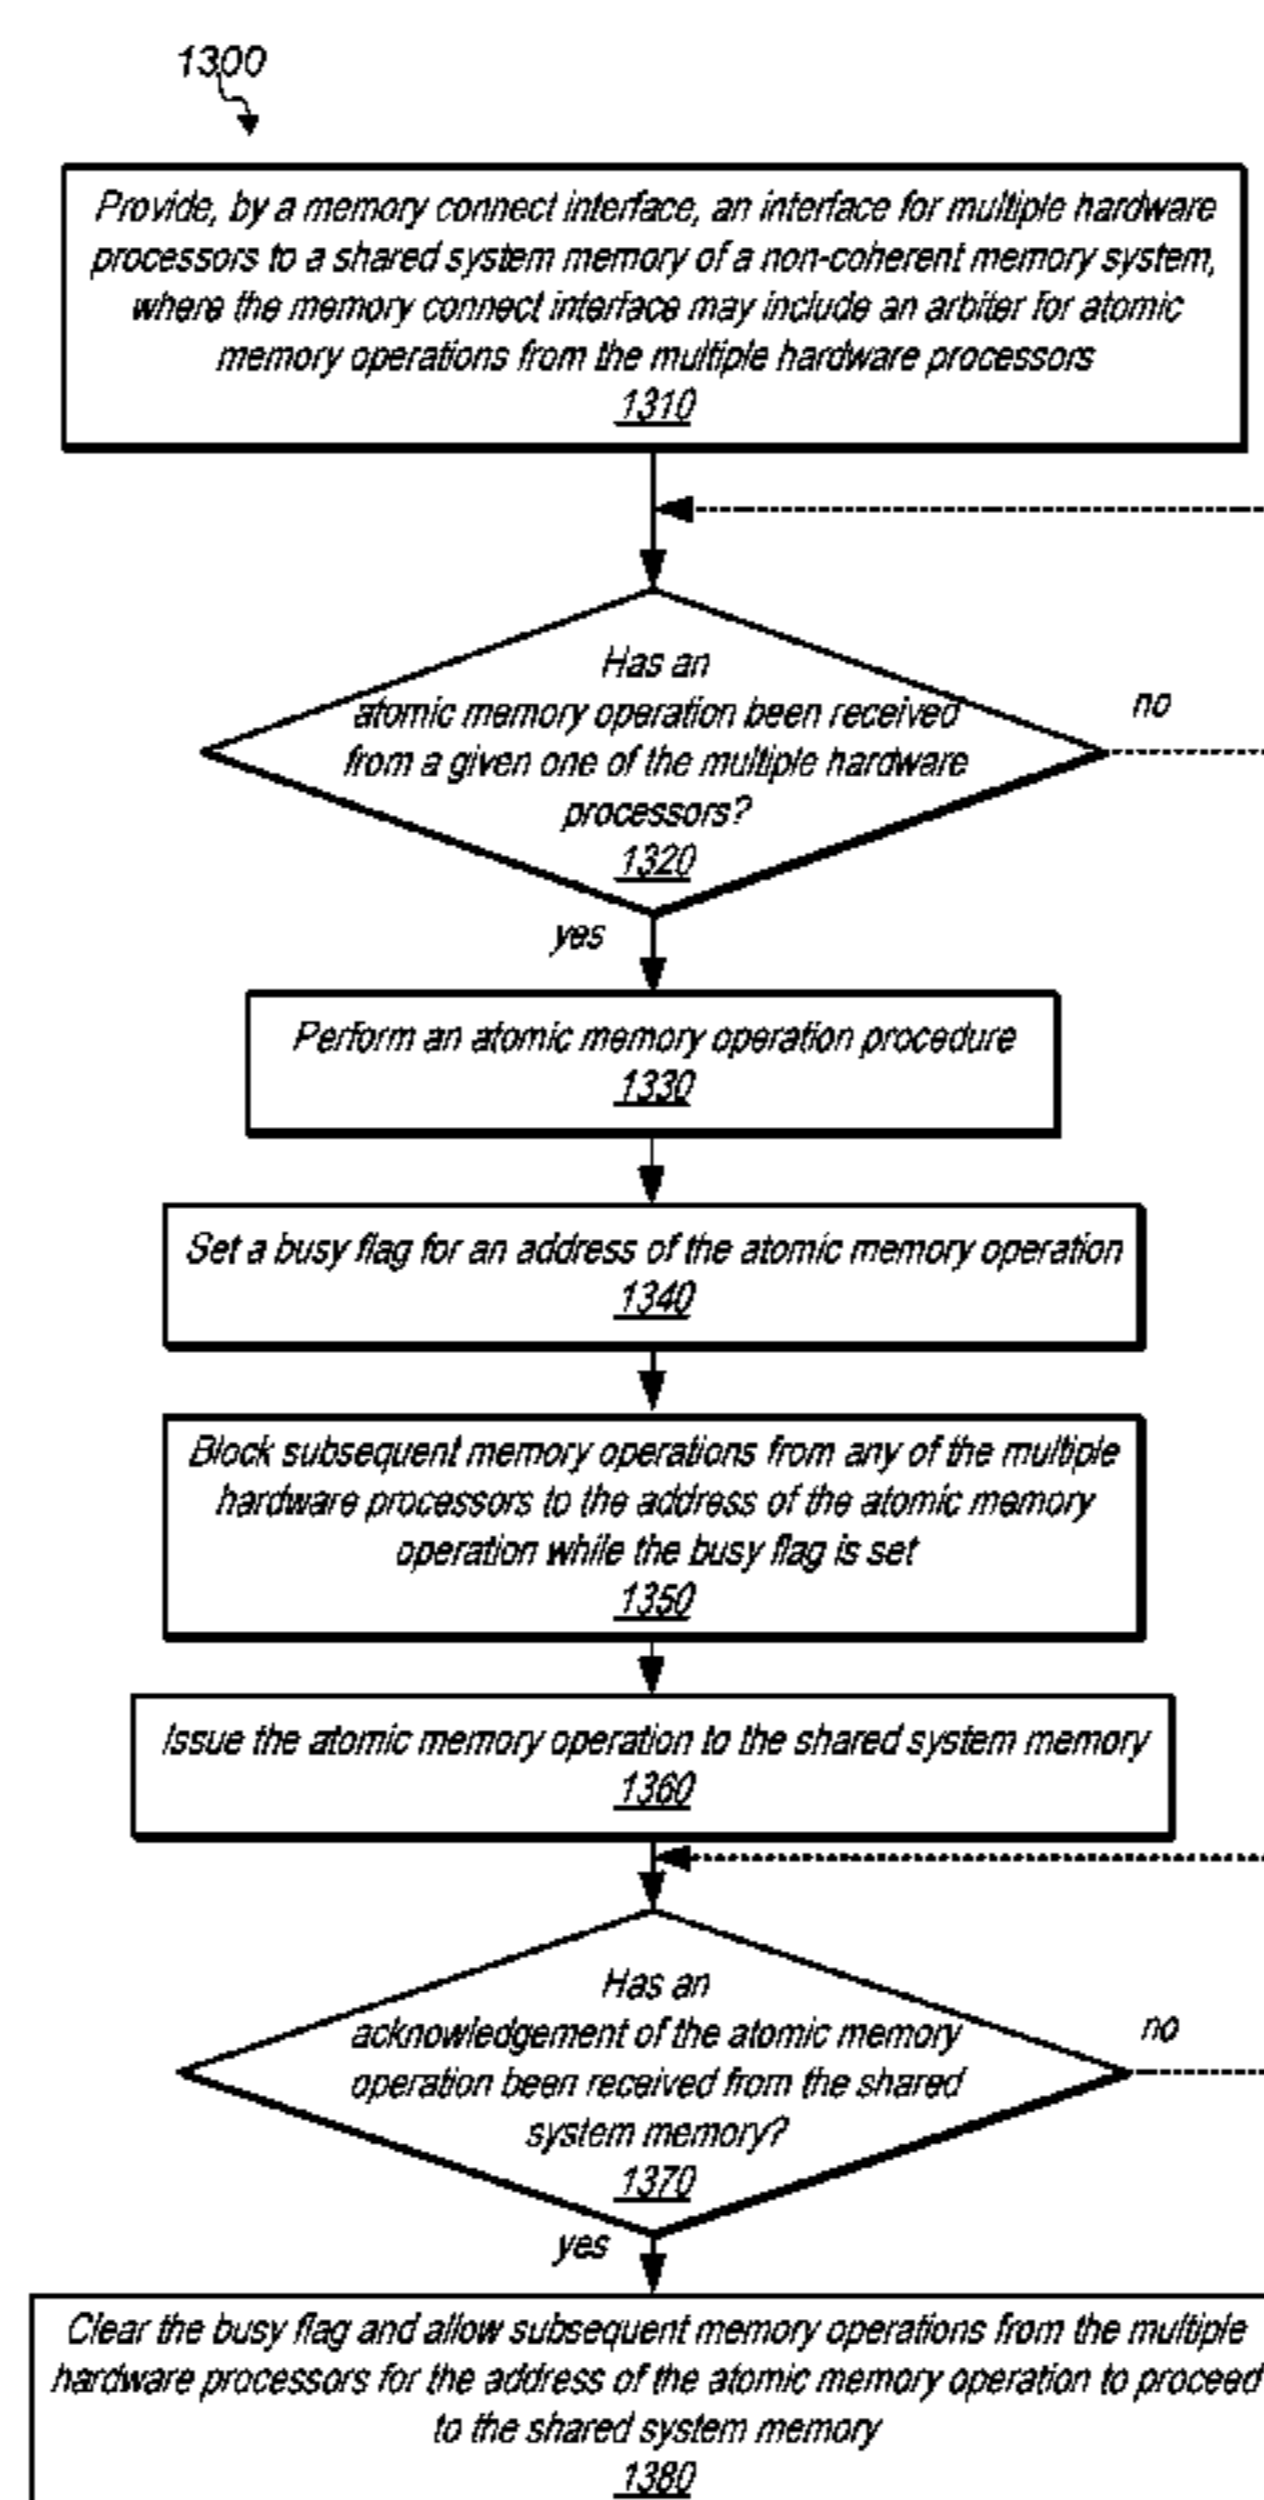 1300
Provide, by a memory connect interface, an interface for multiple hardware
processors to a shared system memory of a non-coherent memory system,
where the memory connect interface may include an arbiter for atomic
memory operations from the multiple hardware processors
1310
Has an
atomic memory operation been received
from a given one of the multiple hardware
processors?
1320
no
yes
Perform an atomic memory operation procedure
1330
Set a busy flag for an address of the atomic memory operation
1340
Block subsequent memory operations from any of the multiple
hardware processors to the address of the atomic memory
operation while the busy flag is set
1350
Issue the atomic memory operation to the shared system memory
1360
Has an
acknowledgement of the atomic memory
operation been received from the shared
system memory?
1370
no
yes
Clear the busy flag and allow subsequent memory operations from the multiple
hardware processors for the address of the atomic memory operation to proceed
to the shared system memory
1380